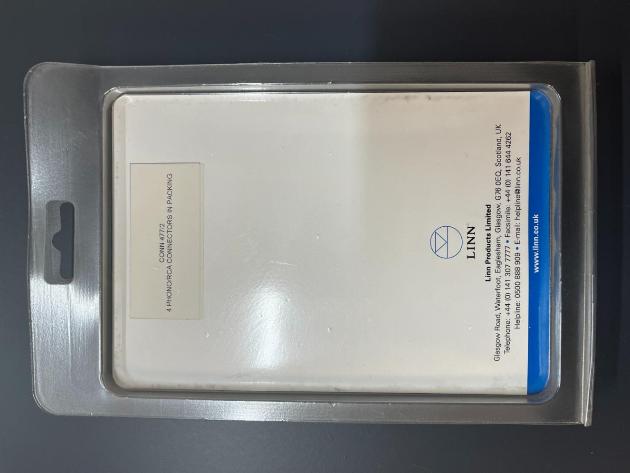 CONN 477/2
4 PHONO/RCA CONNECTORS IN PACKING
LINN
Linn Products Limited
Glasgow Road, Waterfoot, Eaglesham, Glasgow, G76 0EQ, Scotland, UK
Telephone: +44 (0) 141 307 7777 • Facsimile: +44 (0) 141 644 4262
Helpline: 0500 888 909 • E-mail: helpline@linn.co.uk
www.linn.co.uk